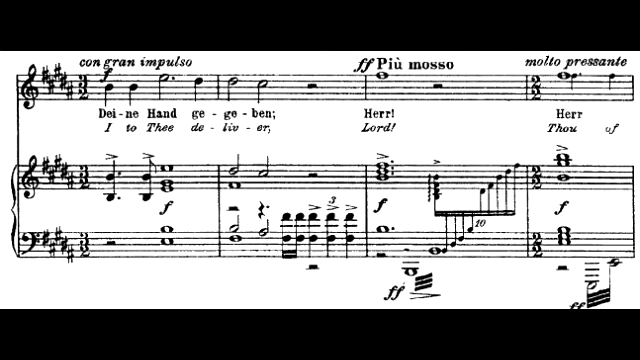 con gran impulso ff Più mosso molto pressante
f
Dei-ne Hand ge-ge-ben; Herr! Herr
I to Thee de-liv-er, Lord! Thou of
3
f f f
10
ff ff